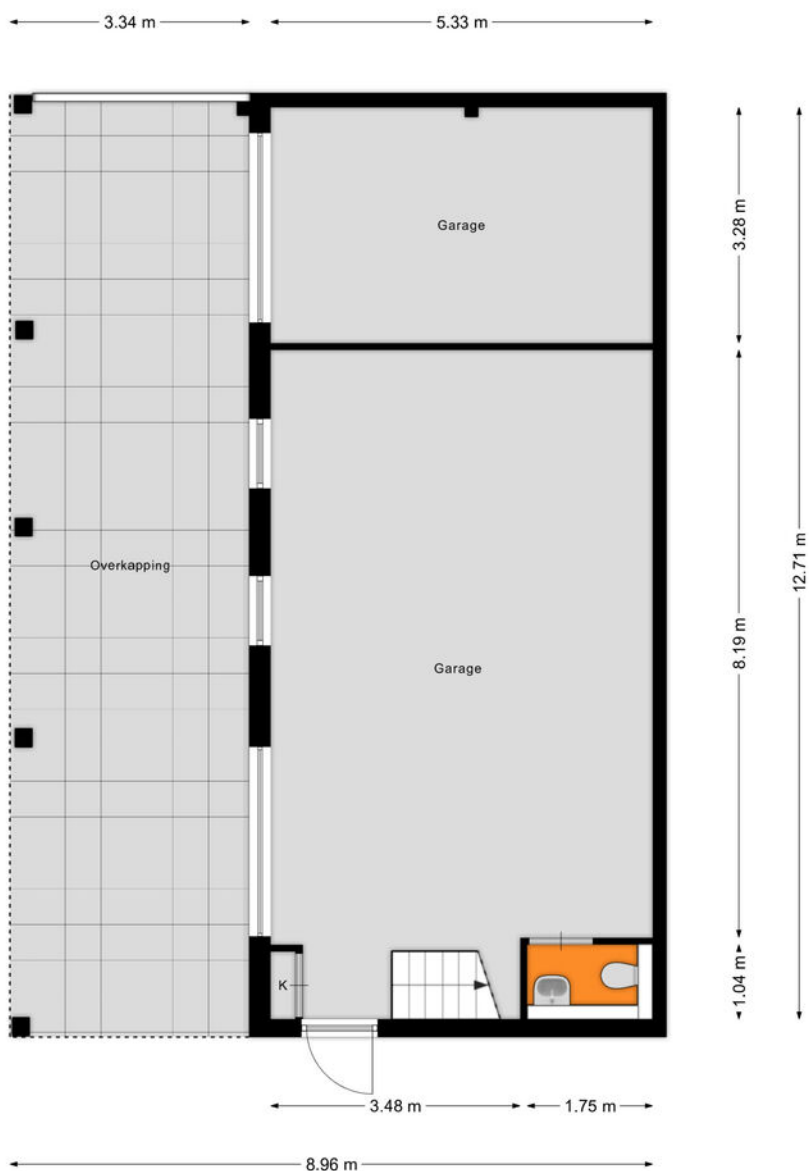 3.34 m
5.33 m
Garage
3.28 m
12.71 m
Overkapping
8.19 m
Garage
K
1.04 m
3.48 m
1.75 m
8.96 m